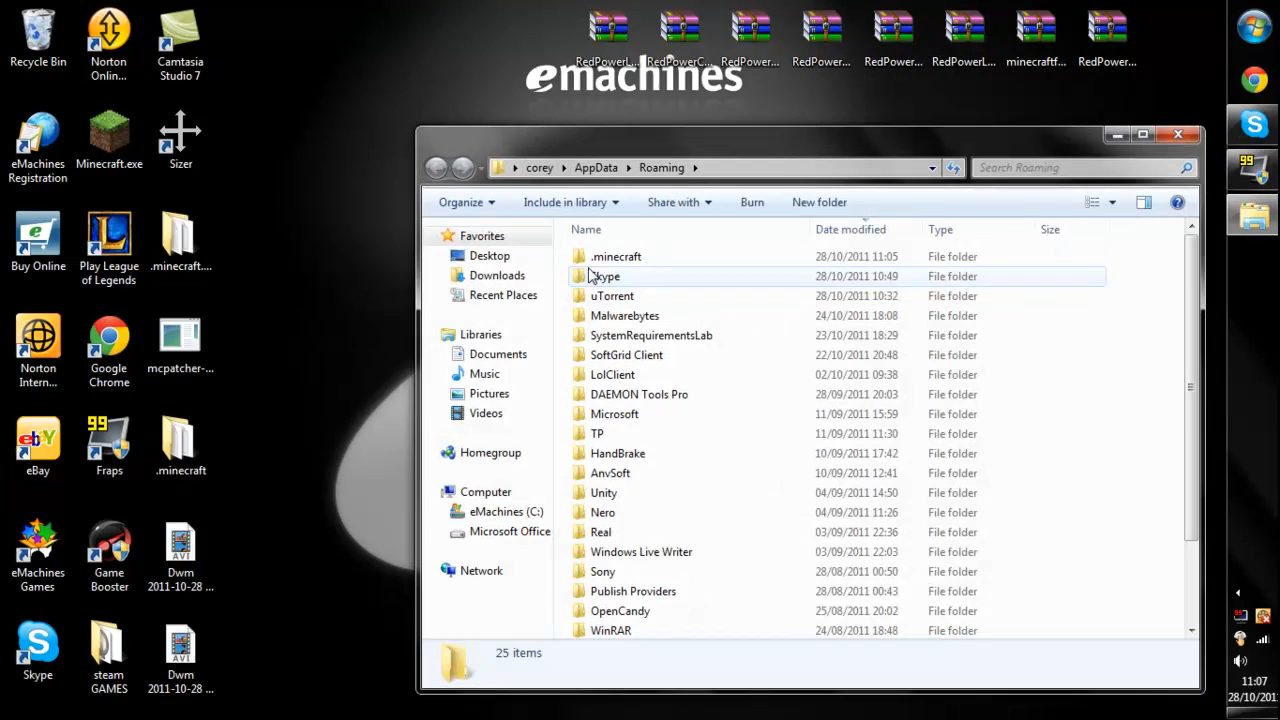 Recycle Bin
Norton
Online...
Camtasia
Studio 7
eMachines
Registration
Minecraft.exe
Sizer
Buy Online
Play League
of Legends
.minecraft....
Norton
Intern...
Google
Chrome
mcpatcher-...
eBay
99
Fraps
.minecraft
eMachines
Games
Game
Booster
AVI
Dwm
2011-10-28 ...
Skype
steam
GAMES
AVI
Dwm
2011-10-28 ...
RedPowerL...
RedPowerC...
RedPower...
RedPower...
RedPower...
RedPowerL...
minecraftf...
RedPower...
emachines
corey
AppData
Roaming
Search Roaming
Organize
Include in library
Share with
Burn
New folder
Favorites
Desktop
Downloads
Recent Places
Libraries
Documents
Music
Pictures
Videos
Homegroup
Computer
eMachines (C:)
Microsoft Office
Network
Name Date modified Type Size
.minecraft 28/10/2011 11:05 File folder
Skype 28/10/2011 10:49 File folder
uTorrent 28/10/2011 10:32 File folder
Malwarebytes 24/10/2011 18:08 File folder
SystemRequirementsLab 23/10/2011 18:29 File folder
SoftGrid Client 22/10/2011 20:48 File folder
LolClient 02/10/2011 09:38 File folder
DAEMON Tools Pro 28/09/2011 20:03 File folder
Microsoft 11/09/2011 15:59 File folder
TP 11/09/2011 11:30 File folder
HandBrake 10/09/2011 17:42 File folder
AnvSoft 10/09/2011 12:41 File folder
Unity 04/09/2011 14:50 File folder
Nero 04/09/2011 11:26 File folder
Real 03/09/2011 22:36 File folder
Windows Live Writer 03/09/2011 22:03 File folder
Sony 28/08/2011 00:50 File folder
Publish Providers 28/08/2011 00:43 File folder
OpenCandy 25/08/2011 20:02 File folder
WinRAR 24/08/2011 18:48 File folder
25 items
99
11:07
28/10/201